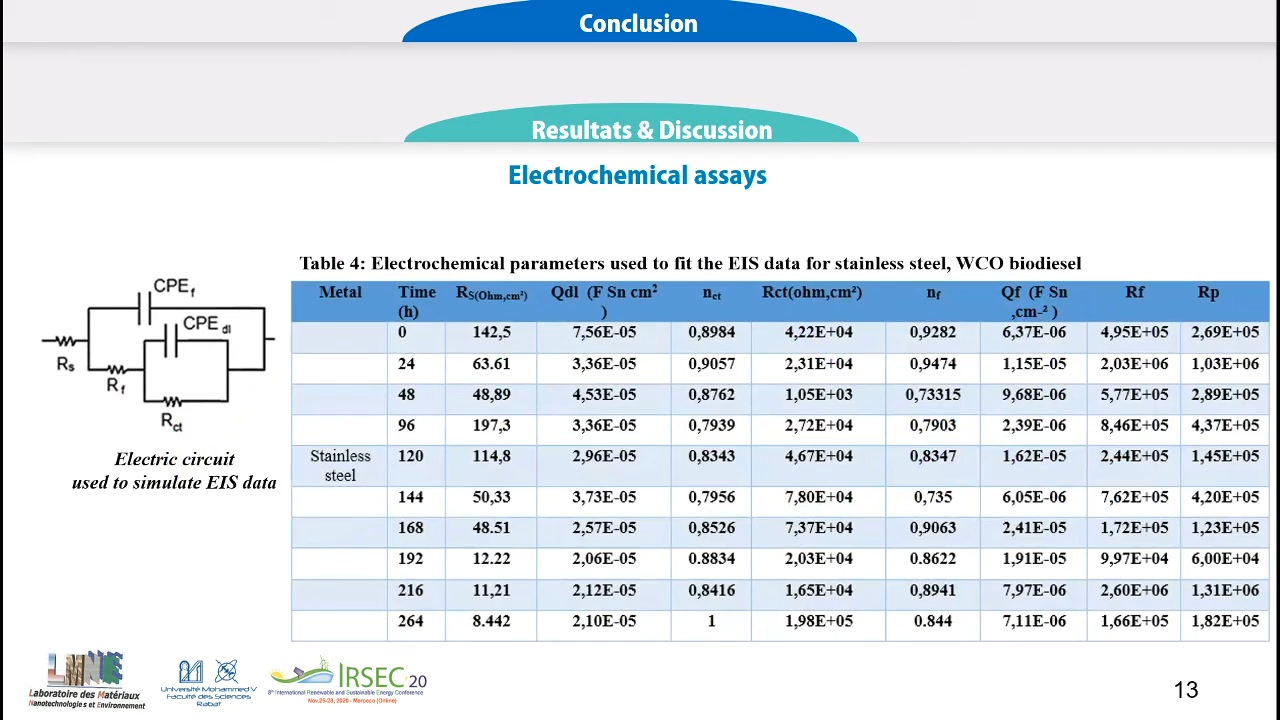 Conclusion
Resultats & Discussion
Electrochemical assays
Table 4: Electrochemical parameters used to fit the EIS data for stainless steel, WCO biodiesel
Metal Time (h) RS(Ohm,cm²) Qdl (F Sn cm² ) nct Rct(ohm,cm²) nf Qf (F Sn ,cm-² ) Rf Rp
0 142,5 7,56E-05 0,8984 4,22E+04 0,9282 6,37E-06 4,95E+05 2,69E+05
24 63.61 3,36E-05 0,9057 2,31E+04 0,9474 1,15E-05 2,03E+06 1,03E+06
48 48,89 4,53E-05 0,8762 1,05E+03 0,73315 9,68E-06 5,77E+05 2,89E+05
96 197,3 3,36E-05 0,7939 2,72E+04 0,7903 2,39E-06 8,46E+05 4,37E+05
Stainless steel 120 114,8 2,96E-05 0,8343 4,67E+04 0,8347 1,62E-05 2,44E+05 1,45E+05
144 50,33 3,73E-05 0,7956 7,80E+04 0,735 6,05E-06 7,62E+05 4,20E+05
168 48.51 2,57E-05 0,8526 7,37E+04 0,9063 2,41E-05 1,72E+05 1,23E+05
192 12.22 2,06E-05 0.8834 2,03E+04 0.8622 1,91E-05 9,97E+04 6,00E+04
216 11,21 2,12E-05 0,8416 1,65E+04 0,8941 7,97E-06 2,60E+06 1,31E+06
264 8.442 2,10E-05 1 1,98E+05 0.844 7,11E-06 1,66E+05 1,82E+05
CPEf
CPEdl
Rs
Rf
Rct
Electric circuit
used to simulate EIS data
LMNE
Laboratoire des Matériaux
Nanotechnologies et Environnement
Université Mohammed V
Faculté des Sciences
Rabat
IRSEC'20
8th International Renewable and Sustainable Energy Conference
Nov.25-28, 2020 - Morocco (Online)
13